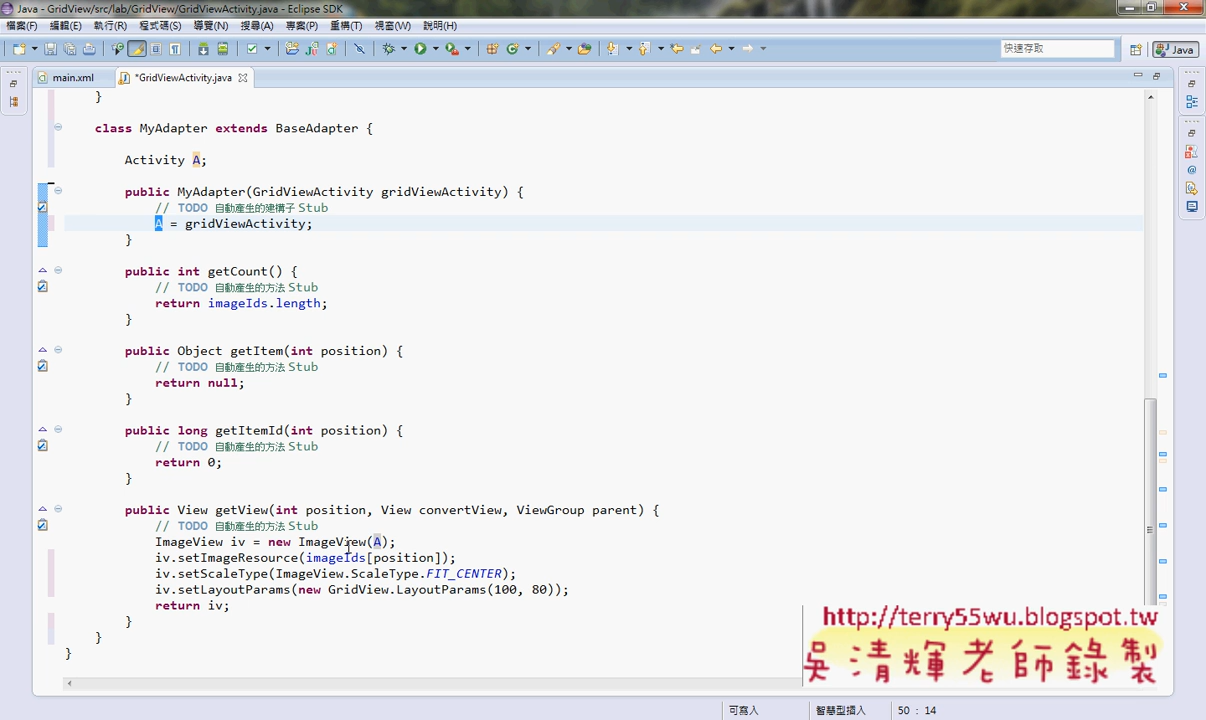 Java - GridView/src/lab/GridView/GridViewActivity.java - Eclipse SDK
檔案(F) 編輯(E) 執行(R) 程式碼(S) 導覽(N) 搜尋(A) 專案(P) 重構(T) 視窗(W) 說明(H)
快速存取
Java
main.xml
*GridViewActivity.java
}
class MyAdapter extends BaseAdapter {
Activity A;
public MyAdapter(GridViewActivity gridViewActivity) {
// TODO 自動產生的建構子 Stub
A = gridViewActivity;
}
public int getCount() {
// TODO 自動產生的方法 Stub
return imageIds.length;
}
public Object getItem(int position) {
// TODO 自動產生的方法 Stub
return null;
}
public long getItemId(int position) {
// TODO 自動產生的方法 Stub
return 0;
}
public View getView(int position, View convertView, ViewGroup parent) {
// TODO 自動產生的方法 Stub
ImageView iv = new ImageView(A);
iv.setImageResource(imageIds[position]);
iv.setScaleType(ImageView.ScaleType.FIT_CENTER);
iv.setLayoutParams(new GridView.LayoutParams(100, 80));
return iv;
}
}
}
http://terry55wu.blogspot.tw
吳清輝老師錄製
可寫入
智慧型插入
50 : 14